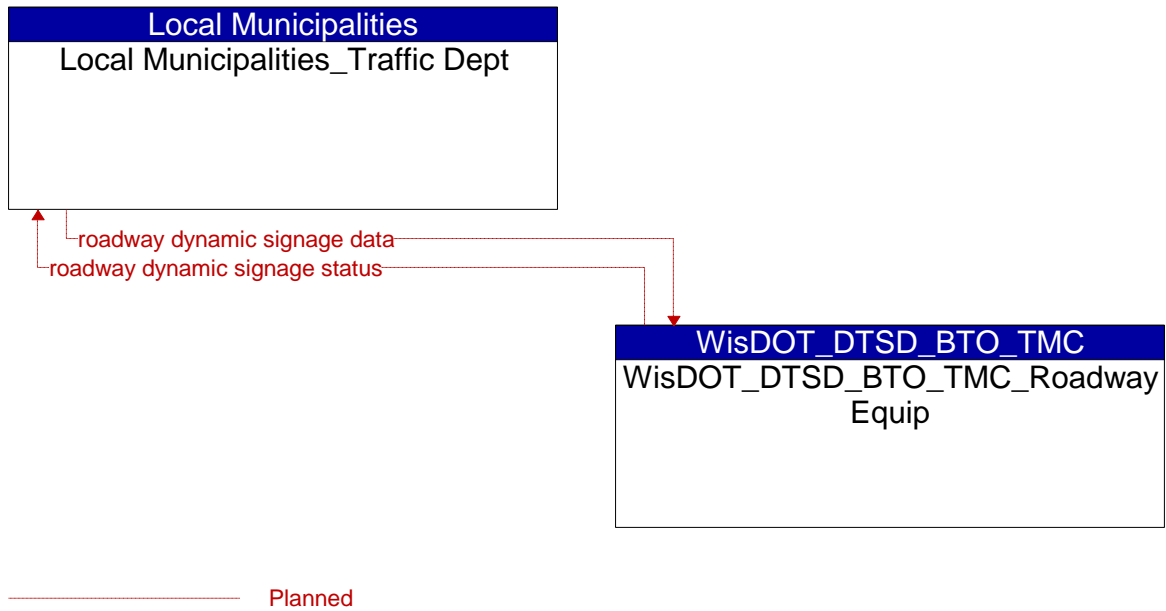 Local Municipalities
Local Municipalities_Traffic Dept
roadway dynamic signage data
roadway dynamic signage status
WisDOT_DTSD_BTO_TMC
WisDOT_DTSD_BTO_TMC_Roadway
Equip
Planned